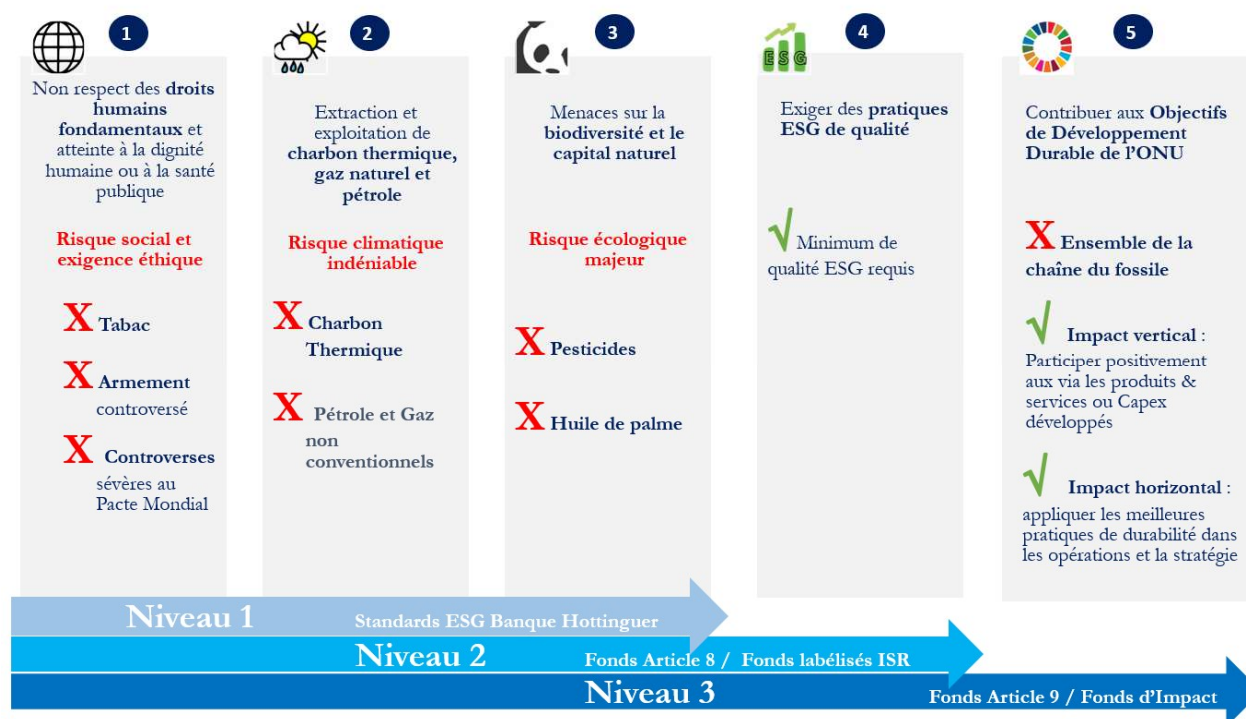 1
Non respect des droits
humains
fondamentaux et
atteinte à la dignité
humaine ou à la santé
publique
Risque social et
exigence éthique
X Tabac
X Armement
controversé
X Controverses
sévères au
Pacte Mondial
2
Extraction et
exploitation de
charbon thermique,
gaz naturel et
pétrole
Risque climatique
indéniable
X Charbon
Thermique
X Pétrole et Gaz
non
conventionnels
3
Menaces sur la
biodiversité et le
capital naturel
Risque écologique
majeur
X Pesticides
X Huile de palme
4
ESG
Exiger des pratiques
ESG de qualité
√ Minimum de
qualité ESG requis
5
Contribuer aux Objectifs
de Développement
Durable de l'ONU
X Ensemble de la
chaîne du fossile
√ Impact vertical :
Participer positivement
aux via les produits &
services ou Capex
développés
√ Impact horizontal :
appliquer les meilleures
pratiques de durabilité dans
les opérations et la stratégie
Niveau 1 Standards ESG Banque Hottinguer
Niveau 2 Fonds Article 8 / Fonds labélisés ISR
Niveau 3 Fonds Article 9 / Fonds d'Impact